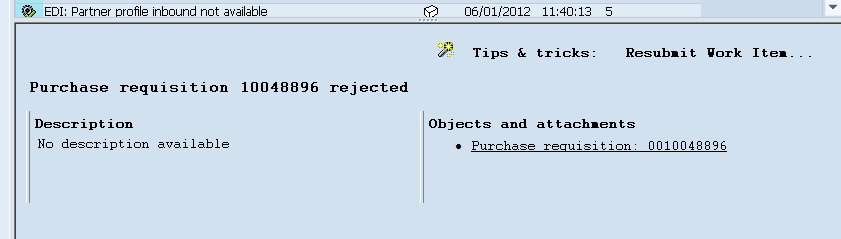 EDI: Partner profile inbound not available 06/01/2012 11:40:13 5
Tips & tricks: Resubmit Work Item...
Purchase requisition 10048896 rejected
Description
No description available
Objects and attachments
• Purchase requisition: 0010048896